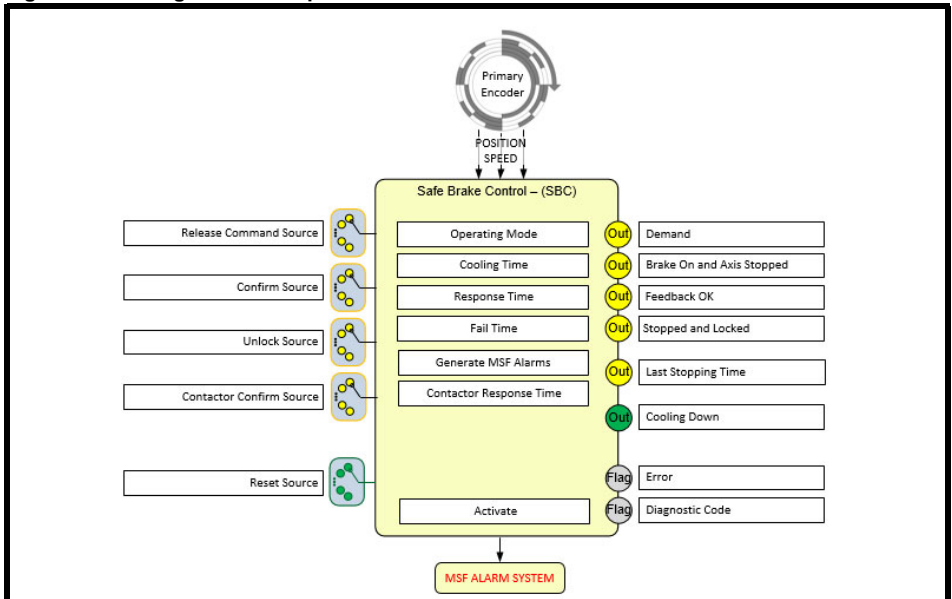 Primary
Encoder
POSITION
SPEED
Safe Brake Control – (SBC)
Release Command Source
Operating Mode
Out
Demand
Cooling Time
Out
Brake On and Axis Stopped
Confirm Source
Response Time
Out
Feedback OK
Unlock Source
Fail Time
Out
Stopped and Locked
Generate MSF Alarms
Out
Last Stopping Time
Contactor Confirm Source
Contactor Response Time
Out
Cooling Down
Reset Source
Flag
Error
Activate
Flag
Diagnostic Code
MSF ALARM SYSTEM